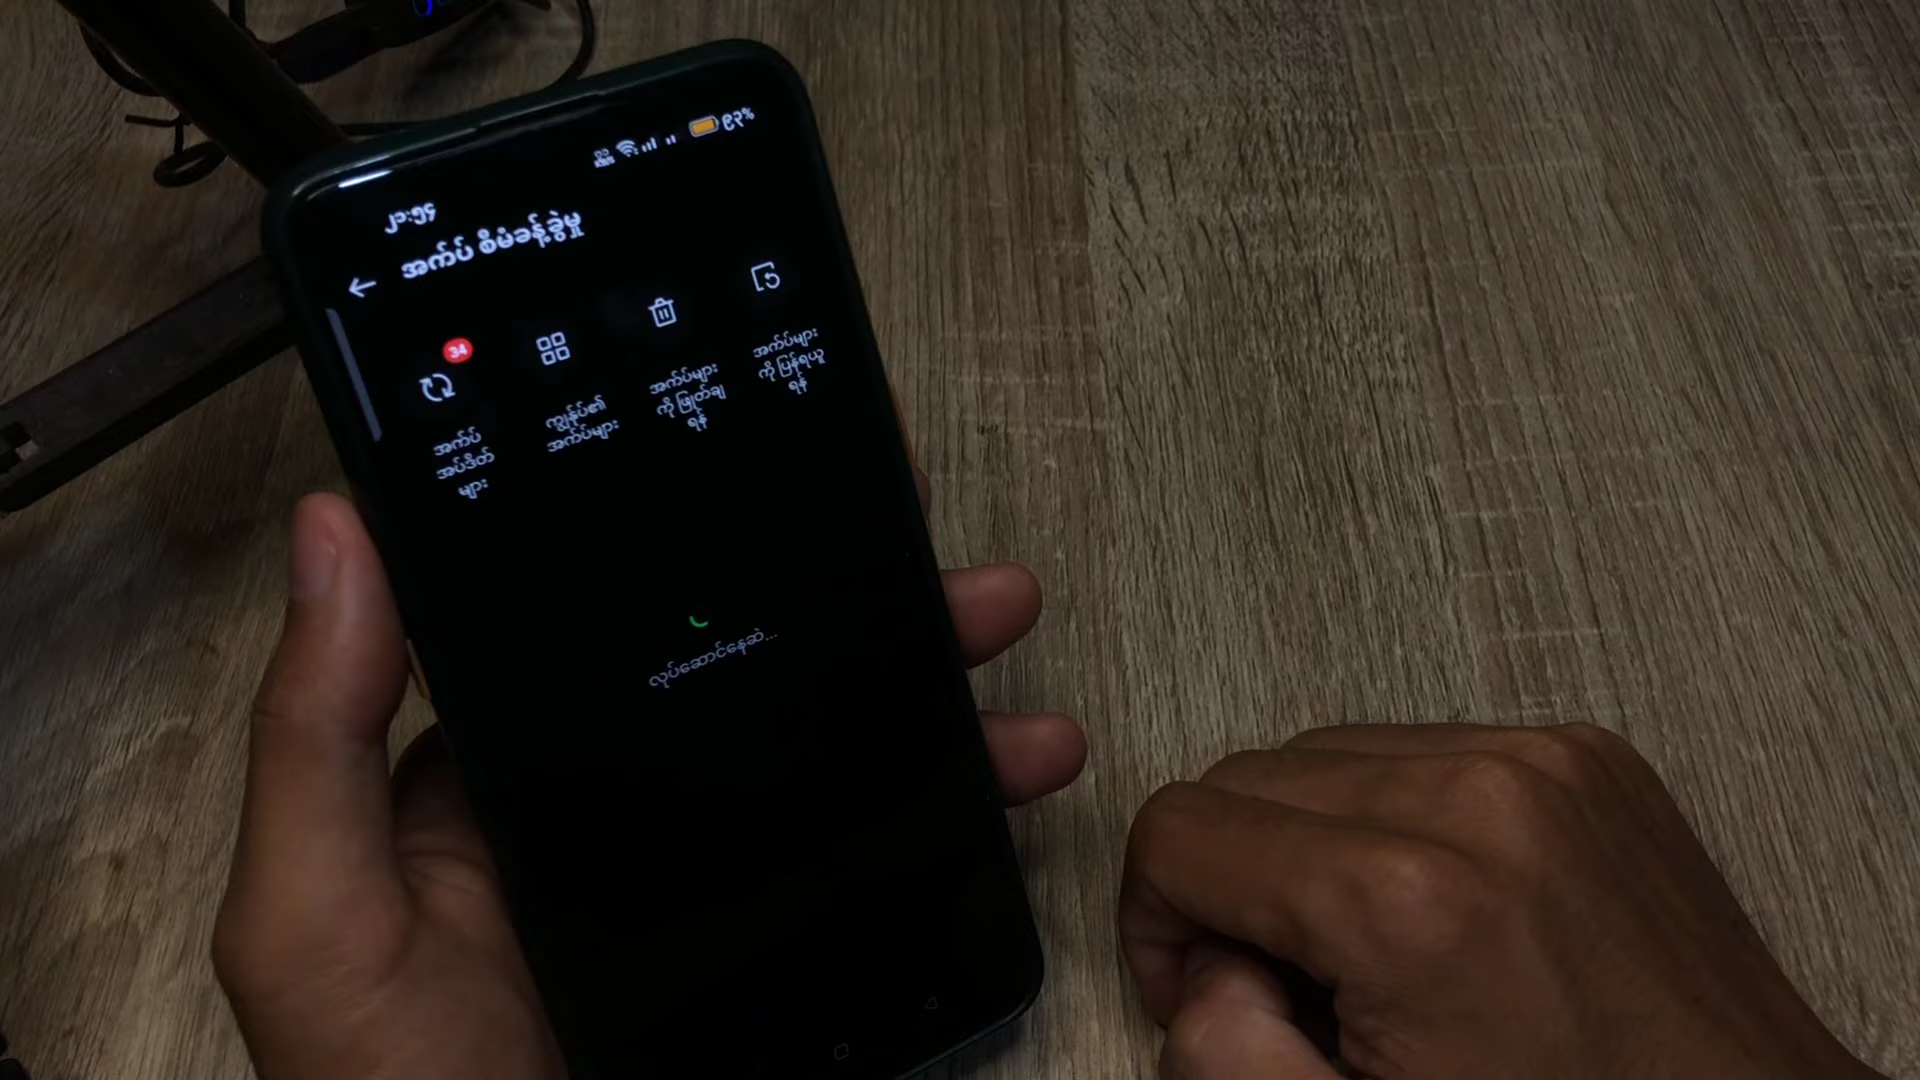 ၂၁:၅၄
၉၃%
အက်ပ် စီမံခန့်ခွဲမှု
34
အက်ပ်
အပ်ဒိတ်
များ
ကျွန်ုပ်၏
အက်ပ်များ
အက်ပ်များ
ကို ဖြုတ်ချ
ရန်
အက်ပ်များ
ကို ပြန်ရယူ
ရန်
လုပ်ဆောင်နေဆဲ...